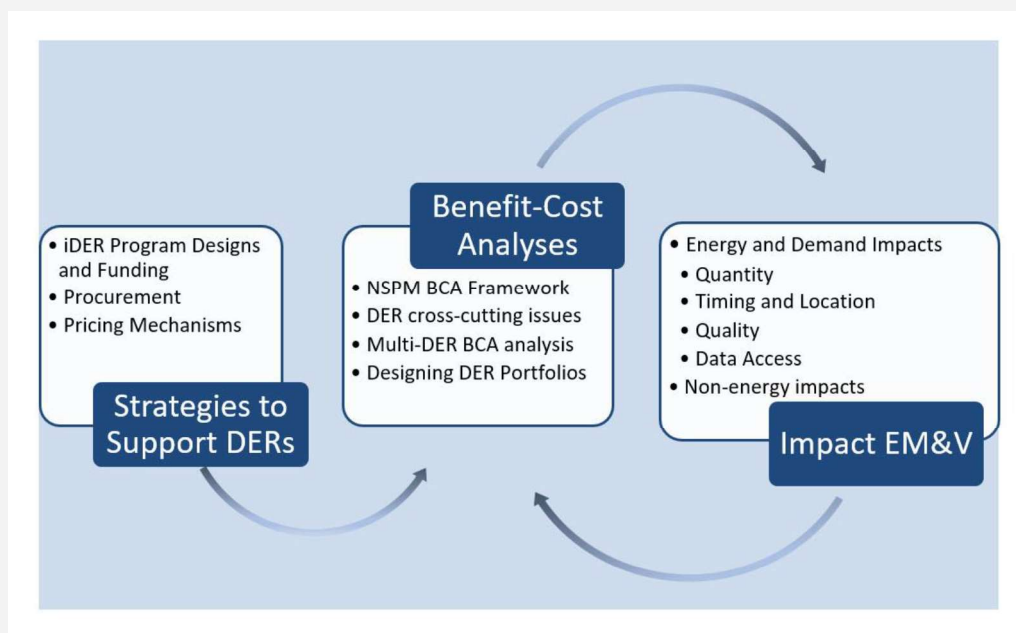 • iDER Program Designs
and Funding
• Procurement
• Pricing Mechanisms
Strategies to
Support DERs
Benefit-Cost
Analyses
• NSPM BCA Framework
• DER cross-cutting issues
• Multi-DER BCA analysis
• Designing DER Portfolios
• Energy and Demand Impacts
• Quantity
• Timing and Location
• Quality
• Data Access
• Non-energy impacts
Impact EM&V